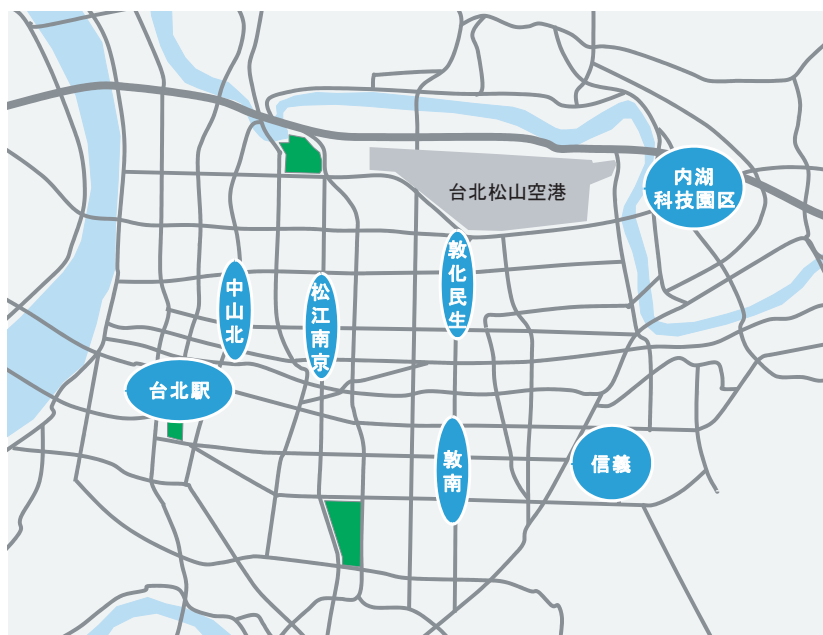 内湖
科技園区
台北松山空港
敦化民生
中山北
松江南京
台北駅
敦南
信義